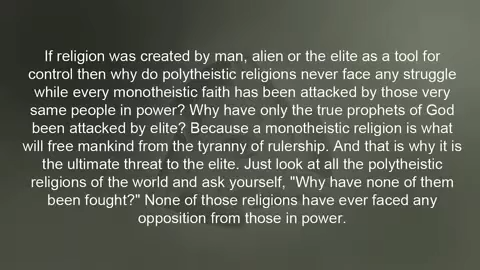 If religion was created by man, alien or the elite as a tool for
control then why do polytheistic religions never face any struggle
while every monotheistic faith has been attacked by those very
same people in power? Why have only the true prophets of God
been attacked by elite? Because a monotheistic religion is what
will free mankind from the tyranny of rulership. And that is why it is
the ultimate threat to the elite. Just look at all the polytheistic
religions of the world and ask yourself, "Why have none of them
been fought?" None of those religions have ever faced any
opposition from those in power.